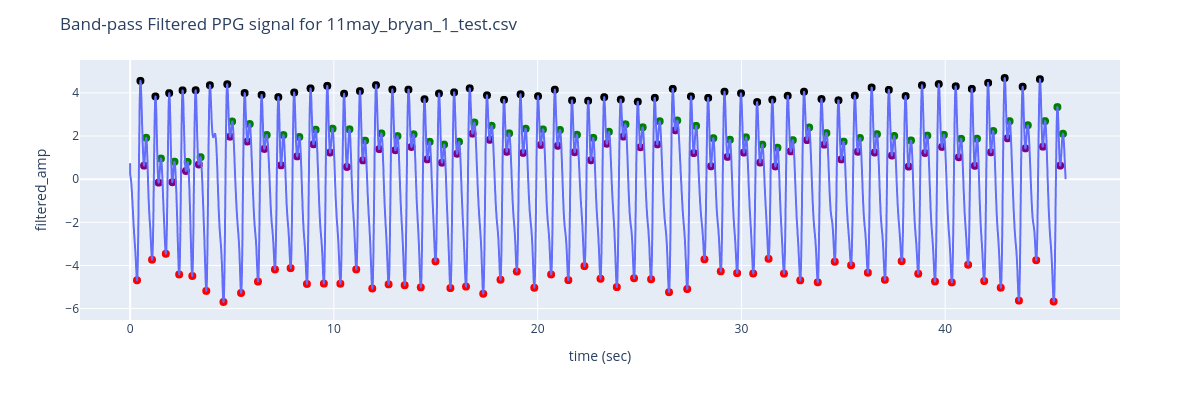 Band-pass Filtered PPG signal for 11may_bryan_1_test.csv
4
2
0
−2
−4
−6
filtered_amp
0 10 20 30 40
time (sec)